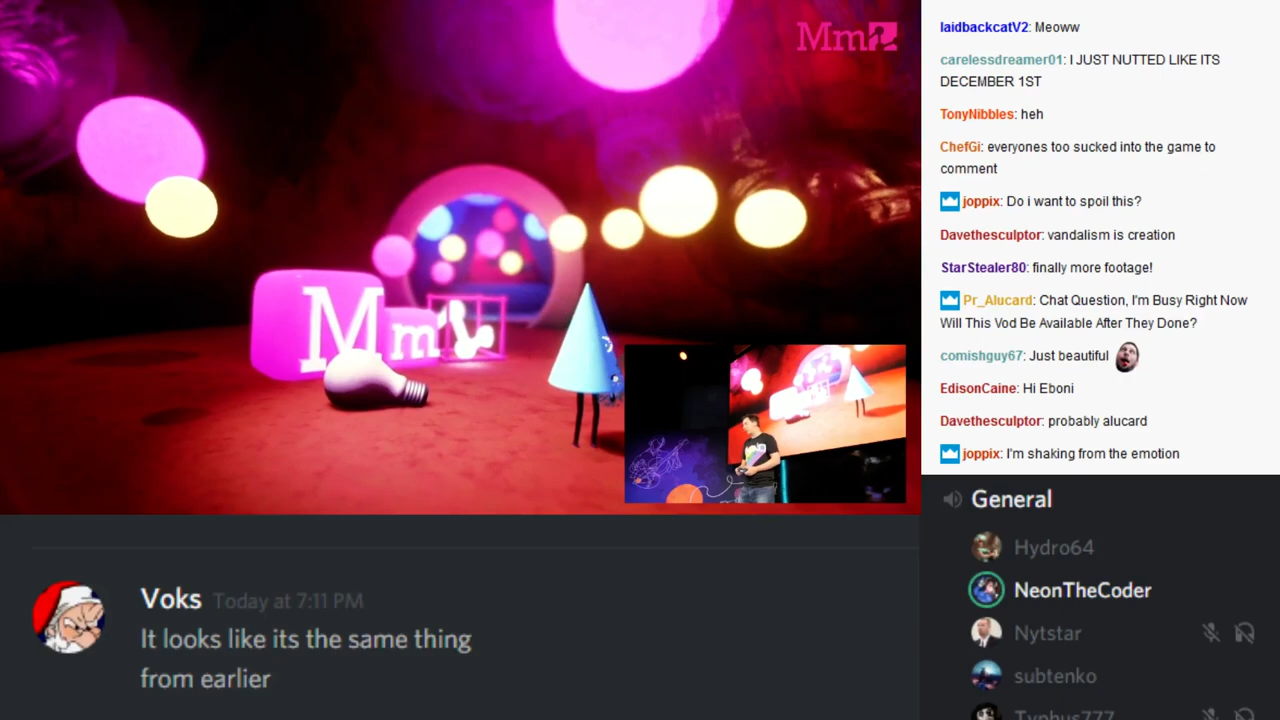 Mm
M
m
laidbackcatV2: Meoww
carelessdreamer01: I JUST NUTTED LIKE ITS
DECEMBER 1ST
TonyNibbles: heh
ChefGi: everyones too sucked into the game to
comment
joppix: Do i want to spoil this?
Davethesculptor: vandalism is creation
StarStealer80: finally more footage!
Pr_Alucard: Chat Question, I'm Busy Right Now
Will This Vod Be Available After They Done?
comishguy67: Just beautiful
EdisonCaine: Hi Eboni
Davethesculptor: probably alucard
joppix: I'm shaking from the emotion
General
Hydro64
NeonTheCoder
Nytstar
subtenko
Typhus777
Voks Today at 7:11 PM
It looks like its the same thing
from earlier